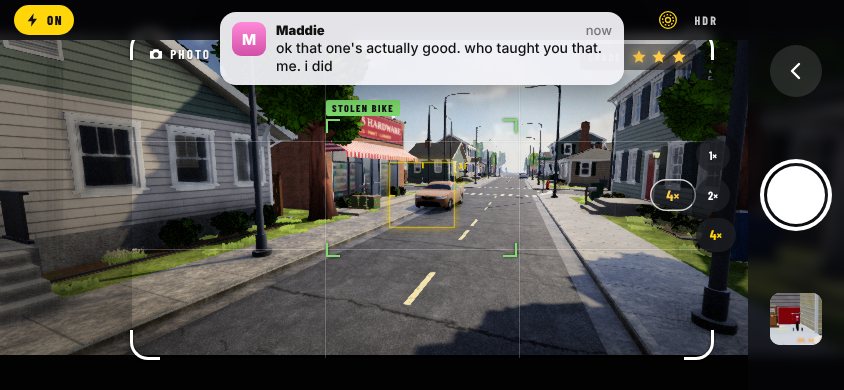 ON
Maddie
now
ok that one's actually good. who taught you that.
me. i did
HDR
PHOTO
STOLEN BIKE
HARDWARE
1×
4×
2×
4×